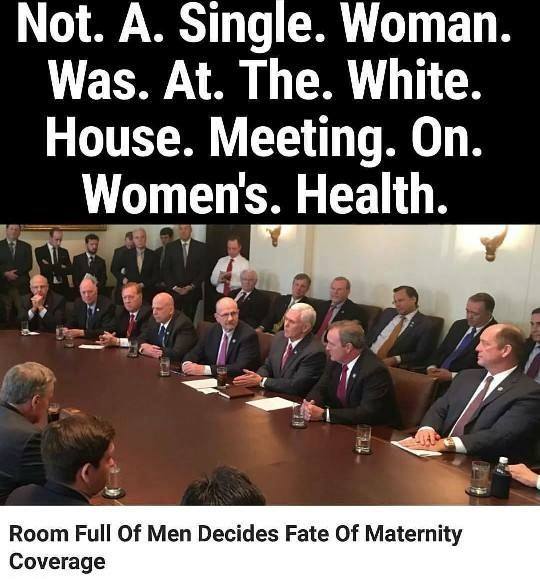 Not. A. Single. Woman.
Was. At. The. White.
House. Meeting. On.
Women's. Health.
Room Full Of Men Decides Fate Of Maternity
Coverage